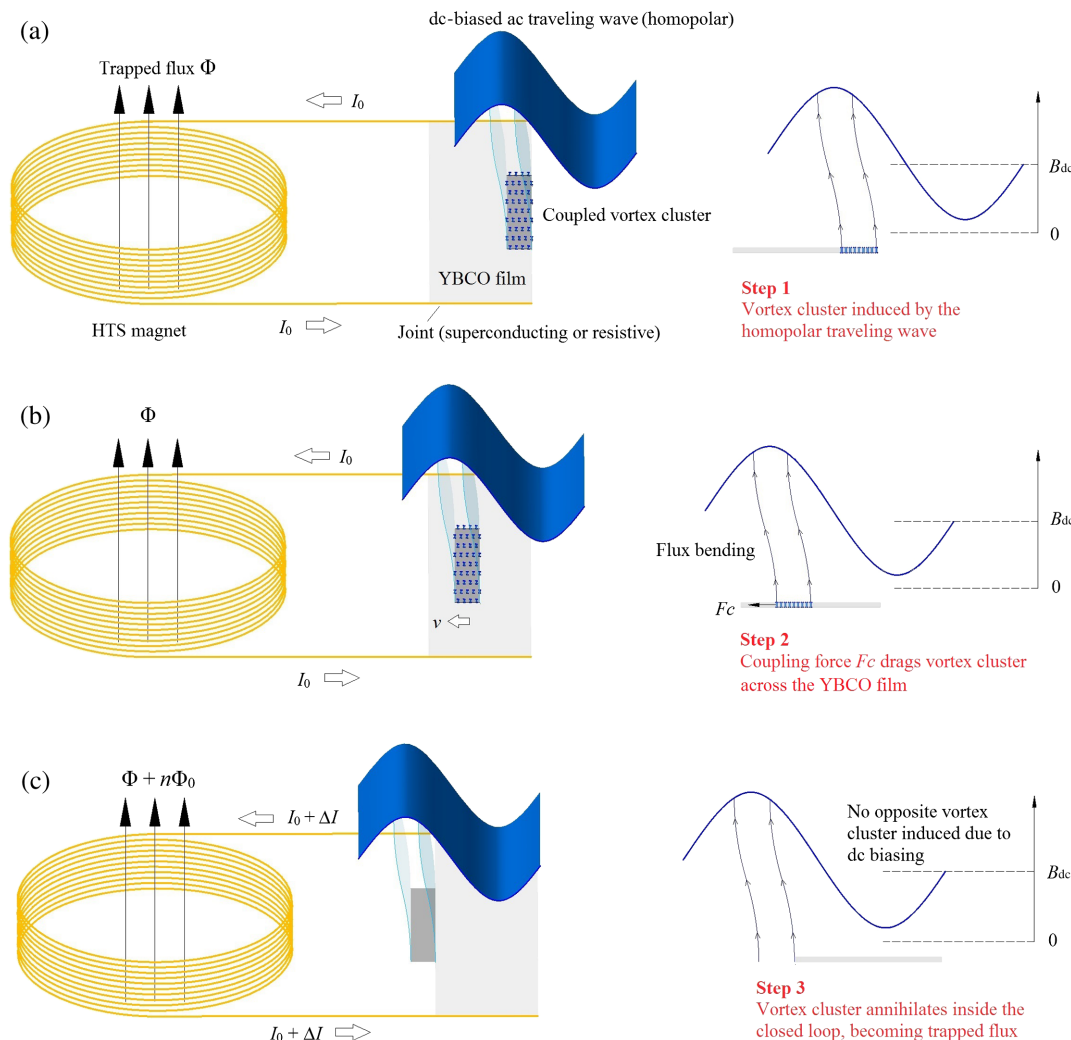 (a)
dc-biased ac traveling wave (homopolar)
Trapped flux Φ
I0
Coupled vortex cluster
YBCO film
HTS magnet
I0
Joint (superconducting or resistive)
Bdc
0
Step 1
Vortex cluster induced by the
homopolar traveling wave
(b)
Φ
I0
v
I0
Flux bending
Bdc
0
Fc
Step 2
Coupling force Fc drags vortex cluster
across the YBCO film
(c)
Φ + nΦ0
I0 + ΔI
I0 + ΔI
No opposite vortex
cluster induced due to
dc biasing
Bdc
0
Step 3
Vortex cluster annihilates inside the
closed loop, becoming trapped flux